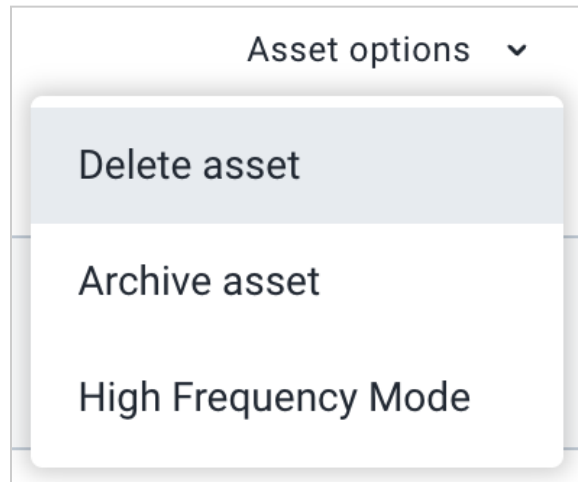 Asset options
Delete asset
Archive asset
High Frequency Mode